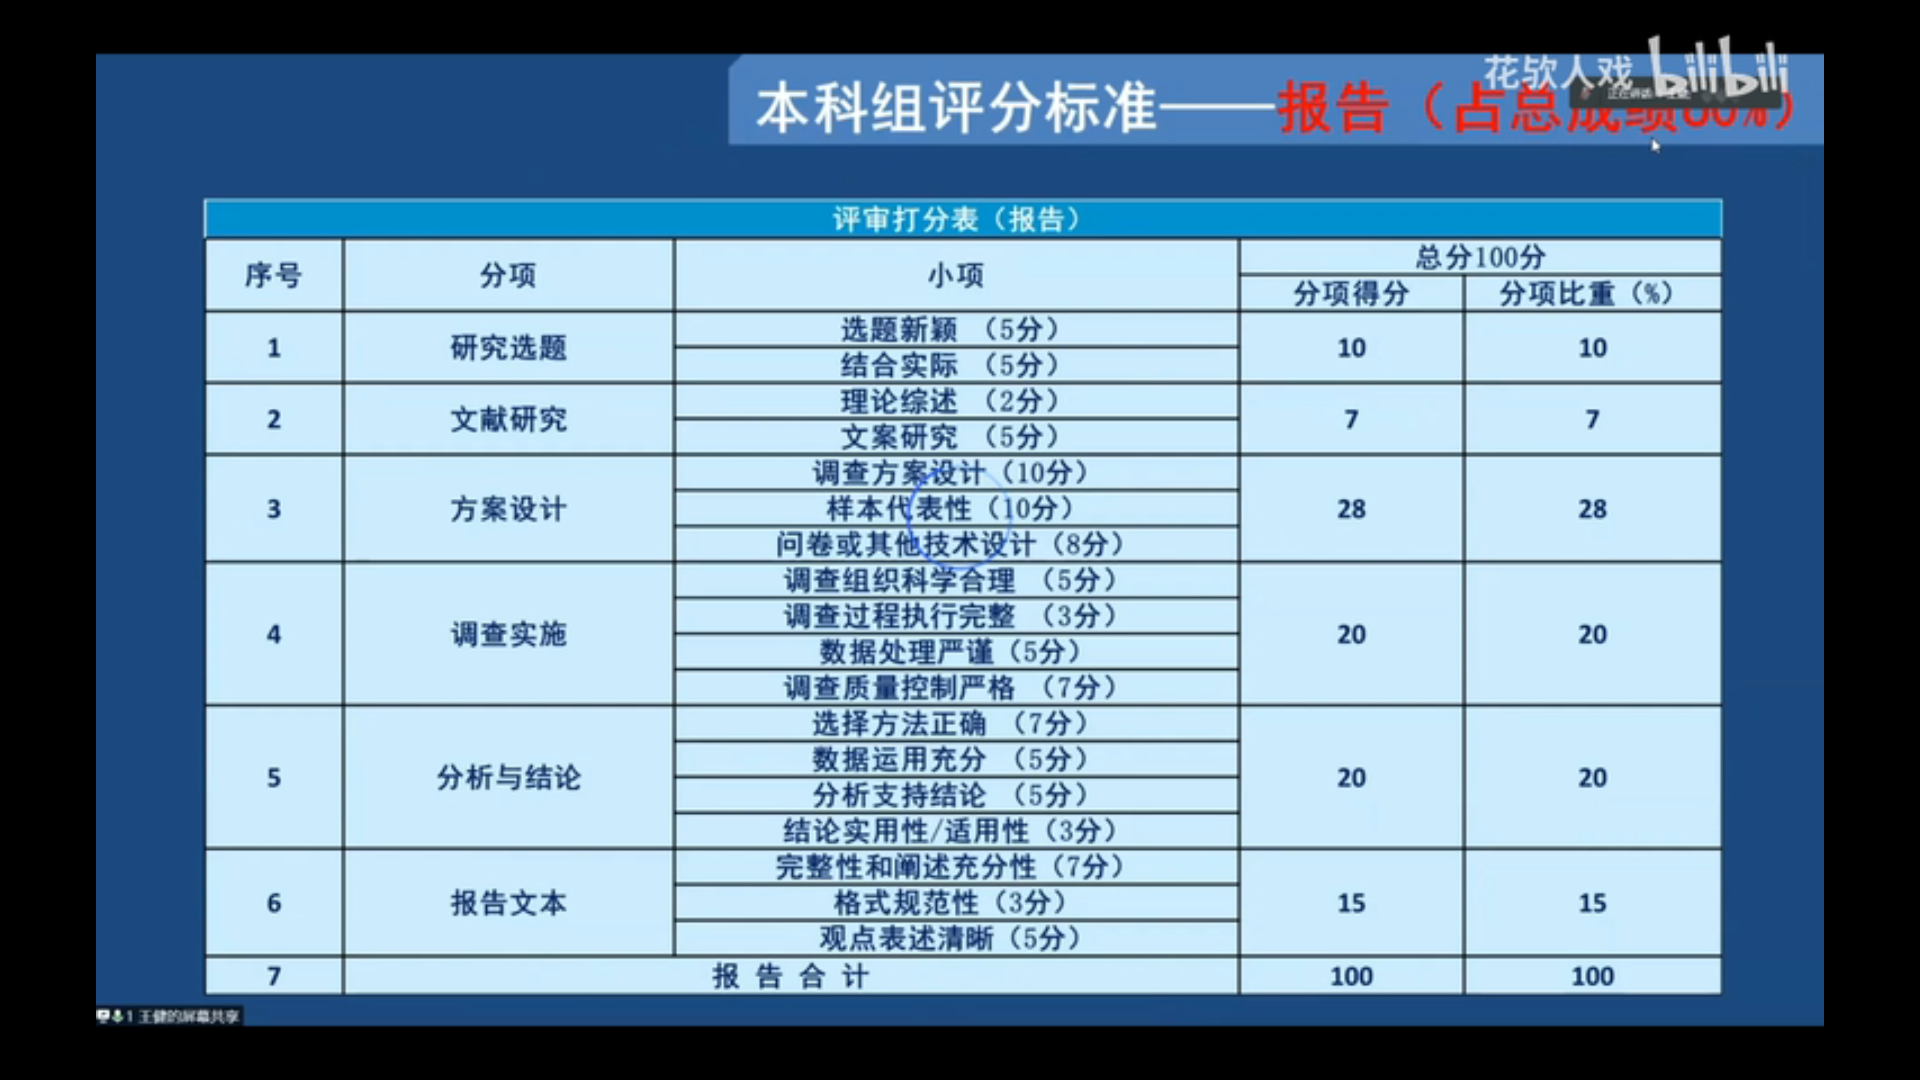 花软人戏 bilibili
本科组评分标准——报告（占总成绩60%）
评审打分表（报告）
序号 分项 小项 总分100分
分项得分 分项比重（%）
1 研究选题 选题新颖 （5分） 10 10
结合实际 （5分）
2 文献研究 理论综述 （2分） 7 7
文案研究 （5分）
3 方案设计 调查方案设计（10分） 28 28
样本代表性（10分）
问卷或其他技术设计（8分）
4 调查实施 调查组织科学合理 （5分） 20 20
调查过程执行完整 （3分）
数据处理严谨（5分）
调查质量控制严格 （7分）
5 分析与结论 选择方法正确 （7分） 20 20
数据运用充分 （5分）
分析支持结论 （5分）
结论实用性/适用性（3分）
6 报告文本 完整性和阐述充分性（7分） 15 15
格式规范性（3分）
观点表述清晰（5分）
7 报 告 合 计 100 100
1 王健的屏幕共享